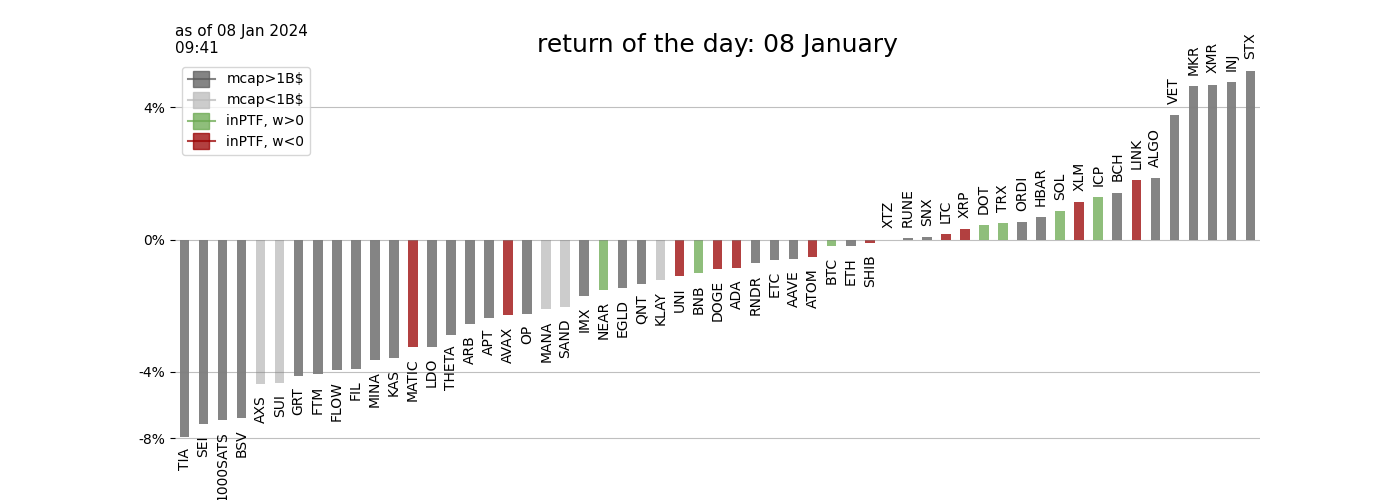 as of 08 Jan 2024
09:41
return of the day: 08 January
mcap>1B$
mcap<1B$
inPTF, w>0
inPTF, w<0
4%
0%
-4%
-8%
TIA
SEI
1000SATS
BSV
AXS
SUI
GRT
FTM
FLOW
FIL
MINA
KAS
MATIC
LDO
THETA
ARB
APT
AVAX
OP
MANA
SAND
IMX
NEAR
EGLD
QNT
KLAY
UNI
BNB
DOGE
ADA
RNDR
ETC
AAVE
ATOM
BTC
ETH
SHIB
XTZ
RUNE
SNX
LTC
XRP
DOT
TRX
ORDI
HBAR
SOL
XLM
ICP
BCH
LINK
ALGO
VET
MKR
XMR
INJ
STX